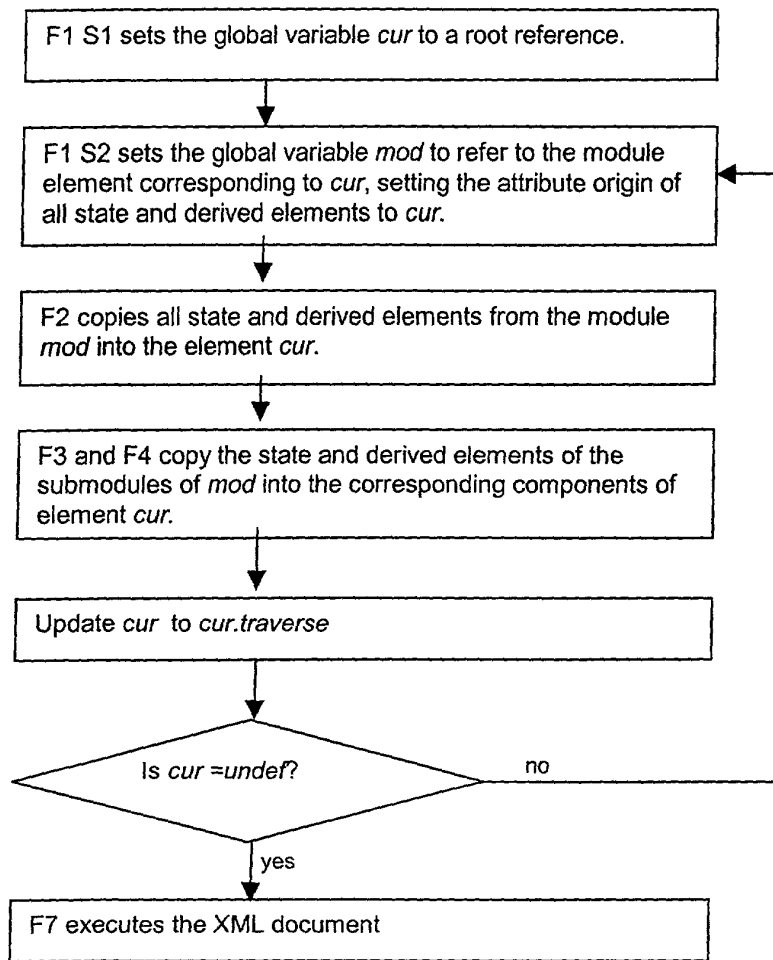 F1 S1 sets the global variable cur to a root reference.
F1 S2 sets the global variable mod to refer to the module
element corresponding to cur, setting the attribute origin of
all state and derived elements to cur.
F2 copies all state and derived elements from the module
mod into the element cur.
F3 and F4 copy the state and derived elements of the
submodules of mod into the corresponding components of
element cur.
Update cur to cur.traverse
Is cur =undef?
no
yes
F7 executes the XML document